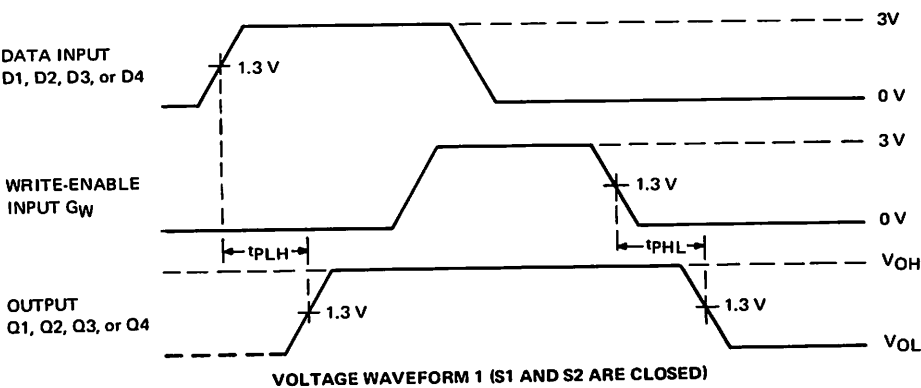 3V
DATA INPUT
D1, D2, D3, or D4
1.3 V
0 V
3 V
WRITE-ENABLE
INPUT GW
1.3 V
0 V
tPLH
tPHL
VOH
OUTPUT
Q1, Q2, Q3, or Q4
1.3 V
1.3 V
VOL
VOLTAGE WAVEFORM 1 (S1 AND S2 ARE CLOSED)